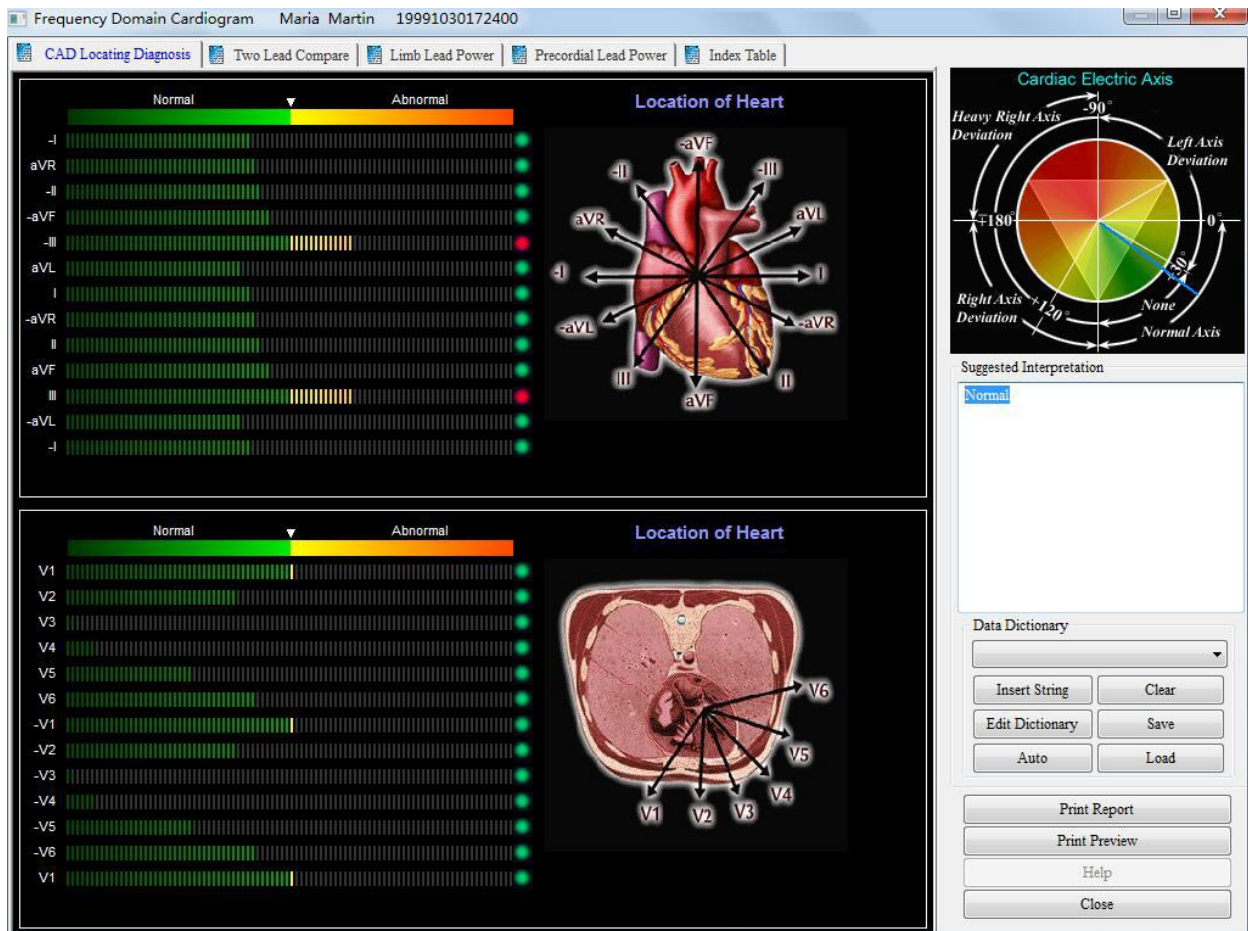 Frequency Domain Cardiogram Maria Martin 19991030172400
CAD Locating Diagnosis Two Lead Compare Limb Lead Power Precordial Lead Power Index Table
Normal Abnormal
-I
aVR
-II
-aVF
-III
aVL
I
-aVR
II
aVF
III
-aVL
-I
Location of Heart
-aVF
-II -III
aVR aVL
-I I
-aVL -aVR
III II
aVF
Normal Abnormal
V1
V2
V3
V4
V5
V6
-V1
-V2
-V3
-V4
-V5
-V6
V1
Location of Heart
V6
V5
V4
V1 V2 V3
Cardiac Electric Axis
-90°
Heavy Right Axis
Deviation
Left Axis
Deviation
∓180° 0°
+30°
+120°
Right Axis
Deviation
None
Normal Axis
Suggested Interpretation
Normal
Data Dictionary
Insert String Clear
Edit Dictionary Save
Auto Load
Print Report
Print Preview
Help
Close